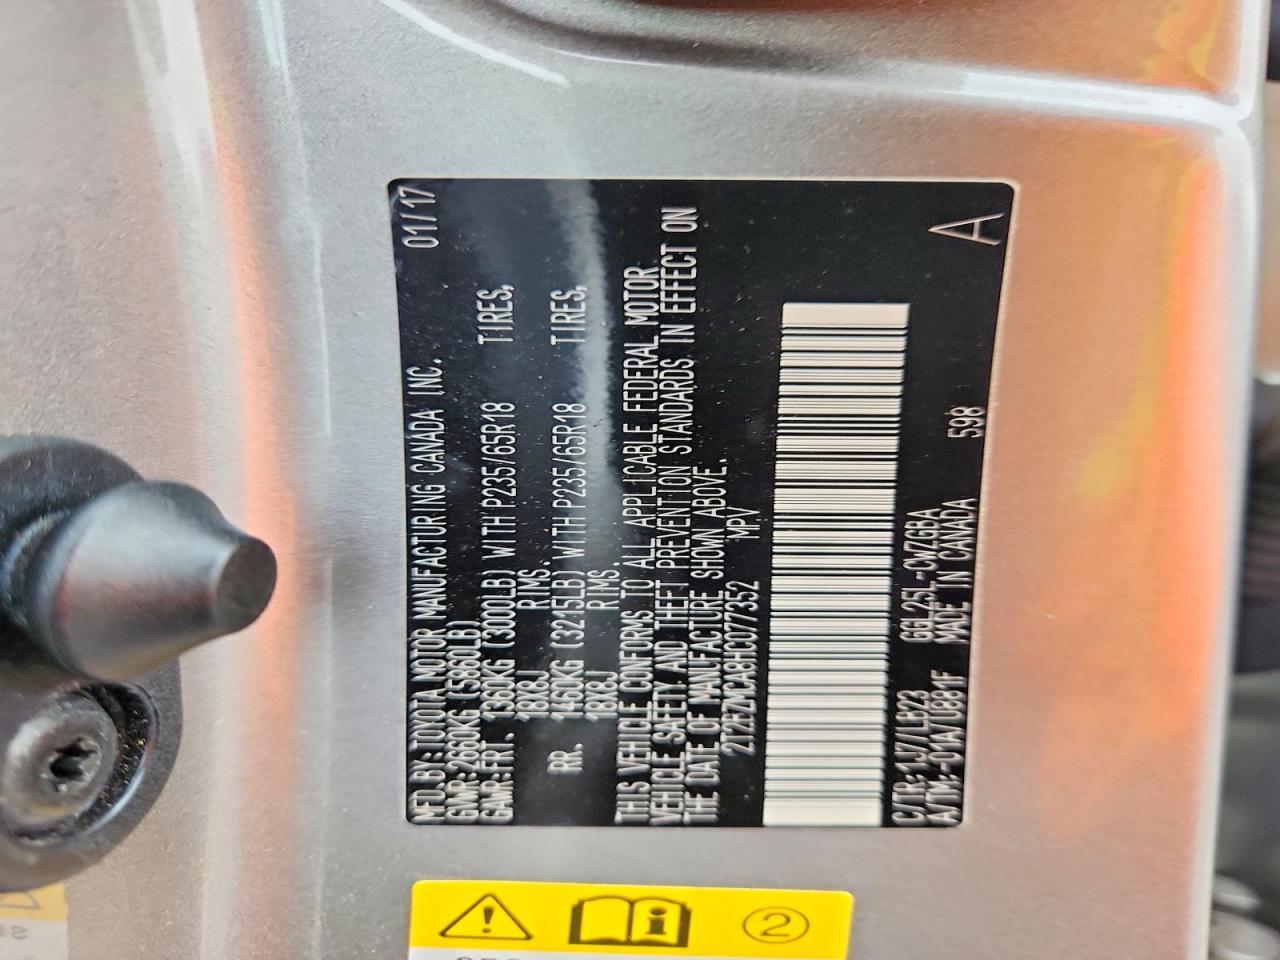 MFD.BY:TOYOTA MOTOR MANUFACTURING CANADA INC. 01/17
GVWR:2660KG (5860LB)
GAWR:FRT. 1360KG (3000LB) WITH P235/65R18 TIRES,
18X8J RIMS.
RR. 1460KG (3215LB) WITH P235/65R18 TIRES,
18X8J RIMS.
THIS VEHICLE CONFORMS TO ALL APPLICABLE FEDERAL MOTOR
VEHICLE SAFETY AND THEFT PREVENTION STANDARDS IN EFFECT ON
THE DATE OF MANUFACTURE SHOWN ABOVE.
2T2BZMCA8HC077352 MPV
C/TR:1J7/LB23 GGL25L-CWZGBA
A/TM:-01A/U881F MADE IN CANADA 598
A
2